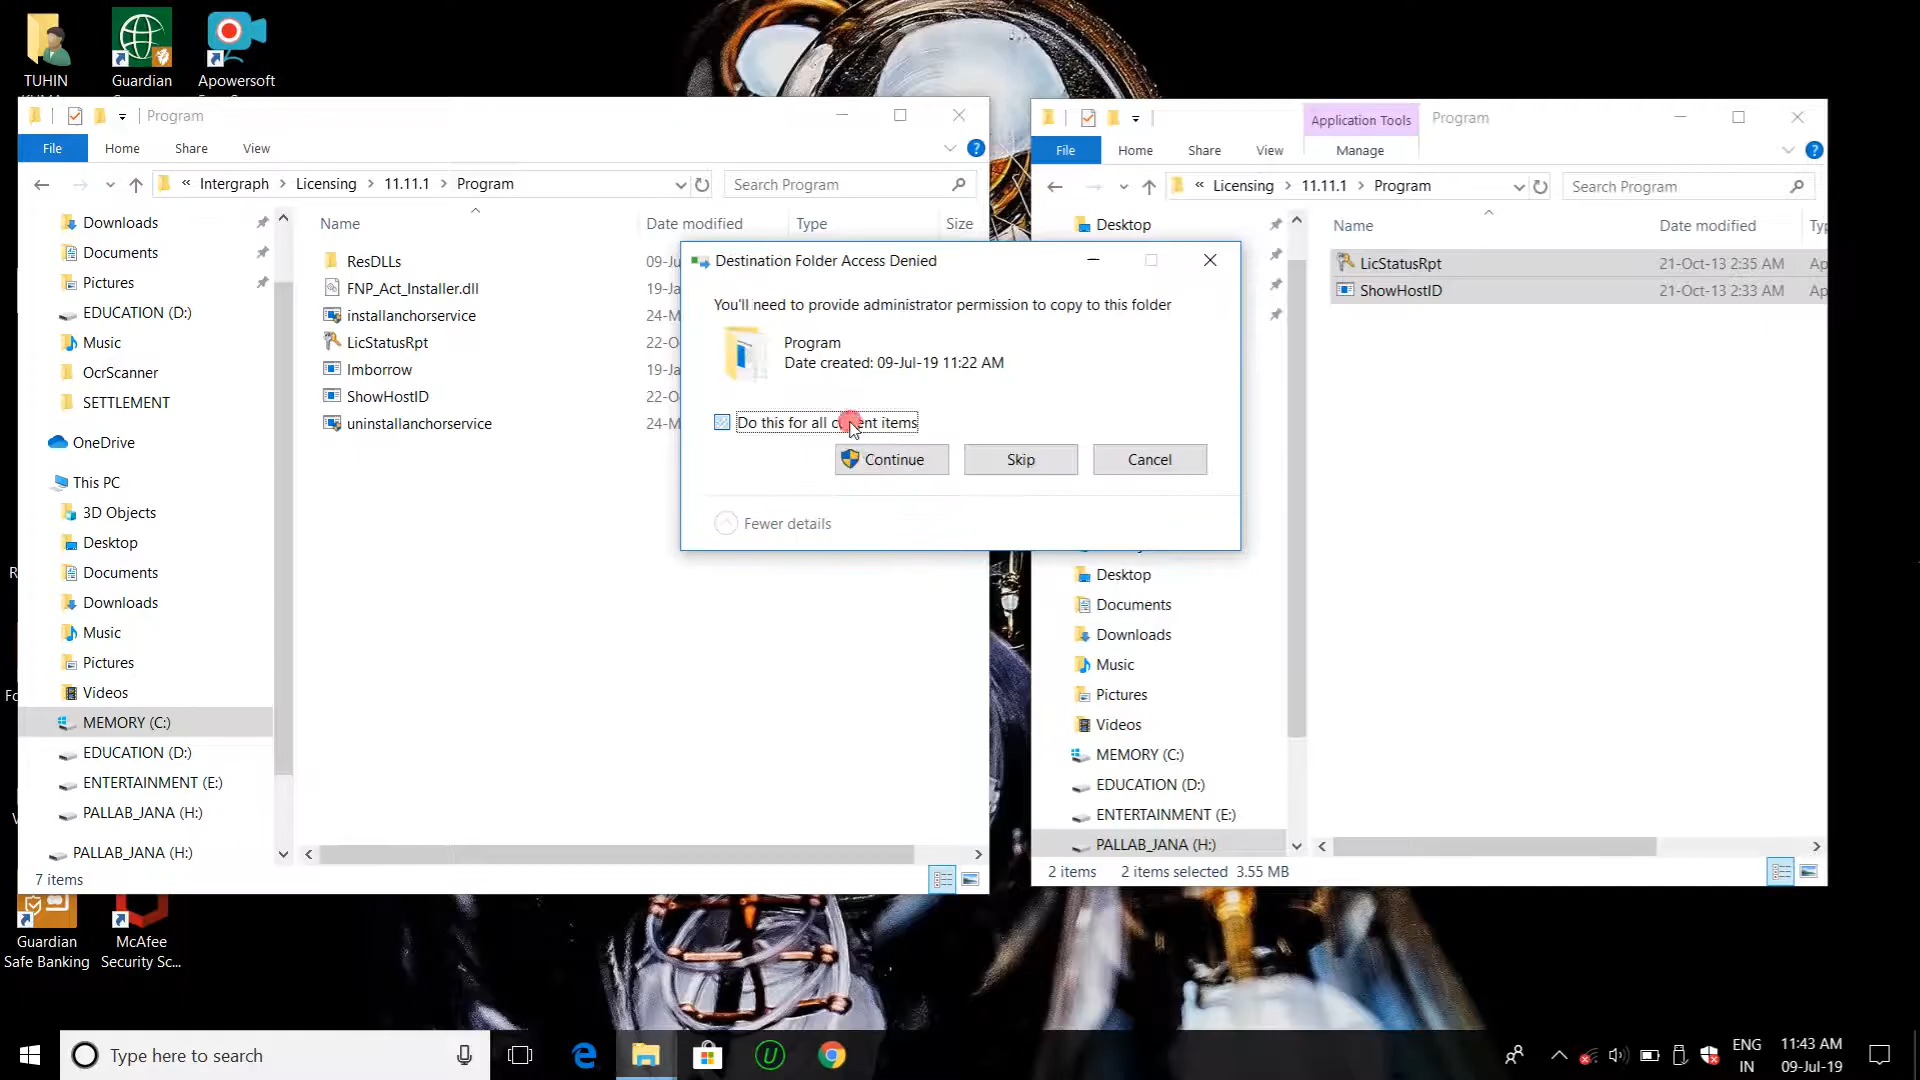 TUHIN
Guardian
Apowersoft
Program
File
Home
Share
View
« Intergraph > Licensing > 11.11.1 > Program
Search Program
Downloads
Documents
Pictures
EDUCATION (D:)
Music
OcrScanner
SETTLEMENT
OneDrive
This PC
3D Objects
Desktop
Documents
Downloads
Music
Pictures
Videos
MEMORY (C:)
EDUCATION (D:)
ENTERTAINMENT (E:)
PALLAB_JANA (H:)
PALLAB_JANA (H:)
Name
Date modified
Type
Size
ResDLLs
09-Ju
FNP_Act_Installer.dll
19-Ja
installanchorservice
24-M
LicStatusRpt
22-O
lmborrow
19-Ja
ShowHostID
22-O
uninstallanchorservice
24-M
7 items
Destination Folder Access Denied
You'll need to provide administrator permission to copy to this folder
Program
Date created: 09-Jul-19 11:22 AM
Do this for all items
Continue
Skip
Cancel
Fewer details
Application Tools
Program
File
Home
Share
View
Manage
« Licensing > 11.11.1 > Program
Search Program
Desktop
Name
Date modified
Typ
LicStatusRpt
21-Oct-13 2:35 AM
Ap
ShowHostID
21-Oct-13 2:33 AM
Ap
Desktop
Documents
Downloads
Music
Pictures
Videos
MEMORY (C:)
EDUCATION (D:)
ENTERTAINMENT (E:)
PALLAB_JANA (H:)
2 items
2 items selected 3.55 MB
Guardian
Safe Banking
McAfee
Security Sc...
Type here to search
ENG
IN
11:43 AM
09-Jul-19